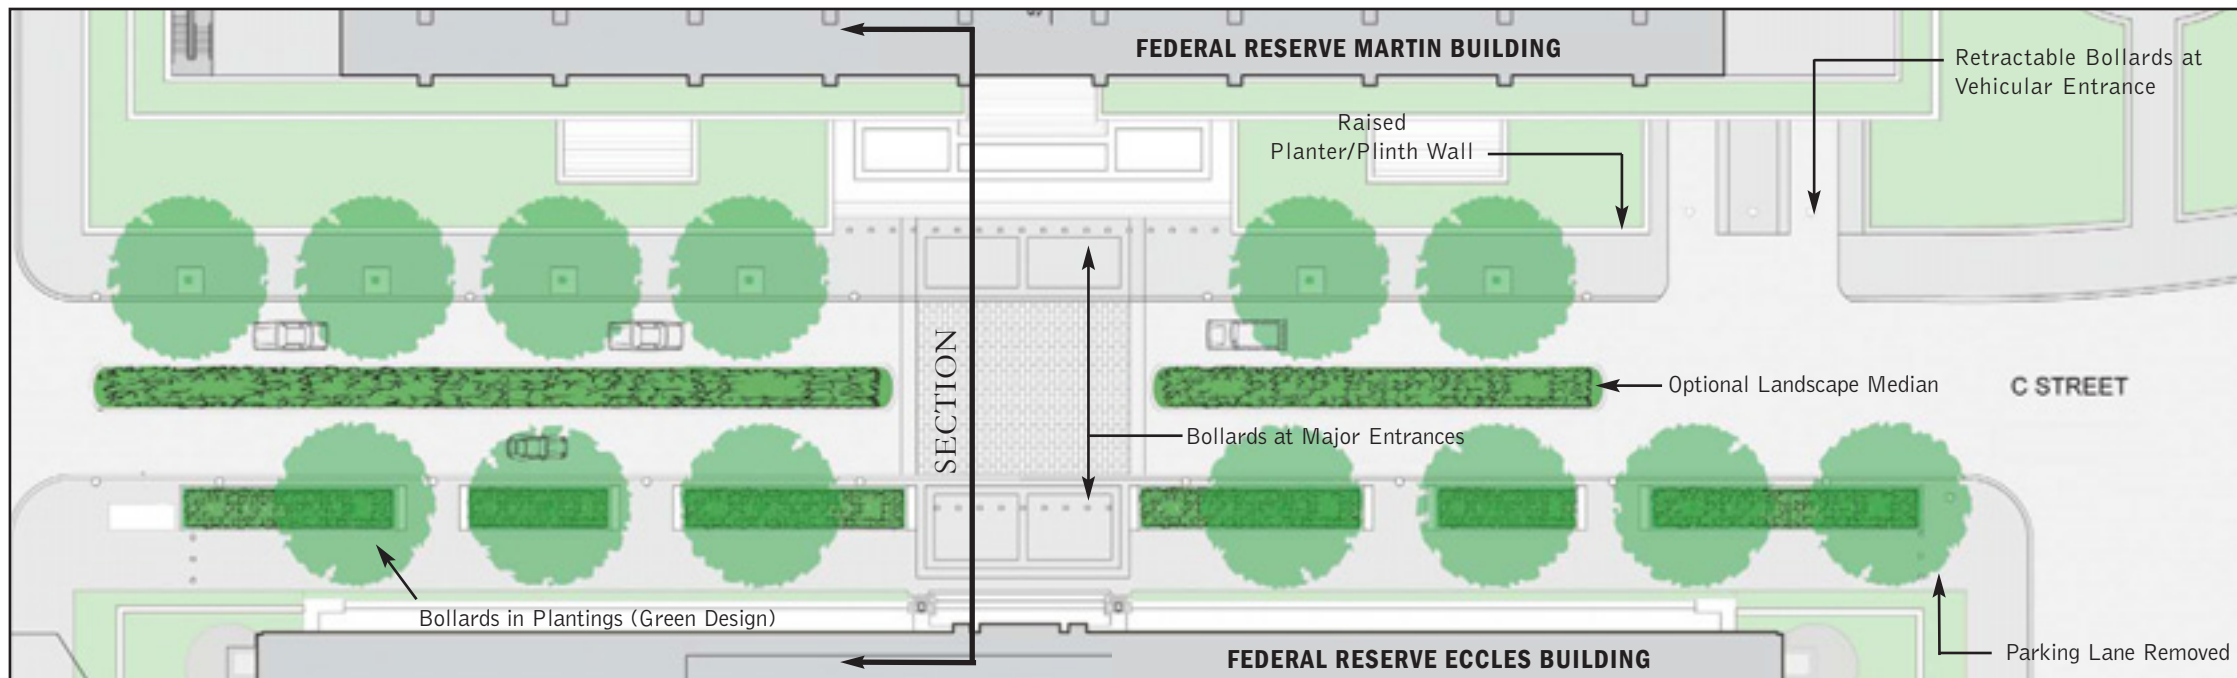 FEDERAL RESERVE MARTIN BUILDING
Retractable Bollards at
Vehicular Entrance
Raised
Planter/Plinth Wall
SECTION
Optional Landscape Median
C STREET
Bollards at Major Entrances
Bollards in Plantings (Green Design)
FEDERAL RESERVE ECCLES BUILDING
Parking Lane Removed